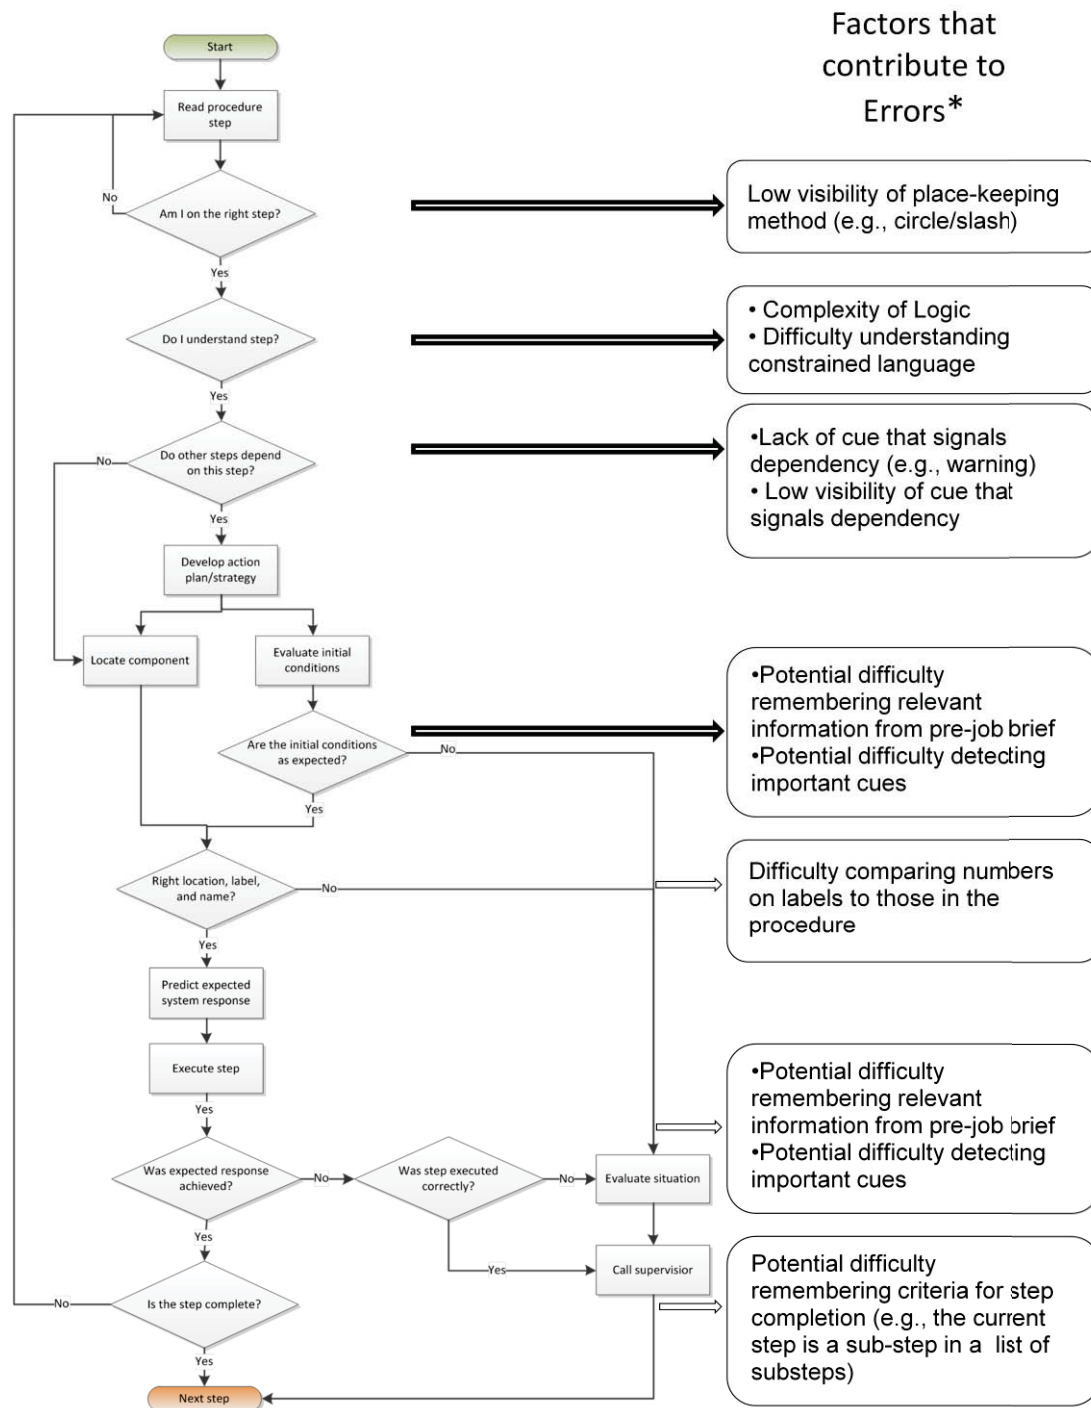 Factors that
contribute to
Errors*
Start
Read procedure
step
No
Am I on the right step?
Low visibility of place-keeping
method (e.g., circle/slash)
Yes
Do I understand step?
• Complexity of Logic
• Difficulty understanding
constrained language
Yes
Do other steps depend
on this step?
No
•Lack of cue that signals
dependency (e.g., warning)
• Low visibility of cue that
signals dependency
Yes
Develop action
plan/strategy
Locate component
Evaluate initial
conditions
Are the initial conditions
as expected?
No
•Potential difficulty
remembering relevant
information from pre-job brief
•Potential difficulty detecting
important cues
Yes
Right location, label,
and name?
No
Difficulty comparing numbers
on labels to those in the
procedure
Yes
Predict expected
system response
Execute step
Yes
•Potential difficulty
remembering relevant
information from pre-job brief
•Potential difficulty detecting
important cues
Was expected response
achieved?
No
Was step executed
correctly?
No
Evaluate situation
Yes
Yes
Call supervisior
Is the step complete?
No
Potential difficulty
remembering criteria for step
completion (e.g., the current
step is a sub-step in a list of
substeps)
Yes
Next step